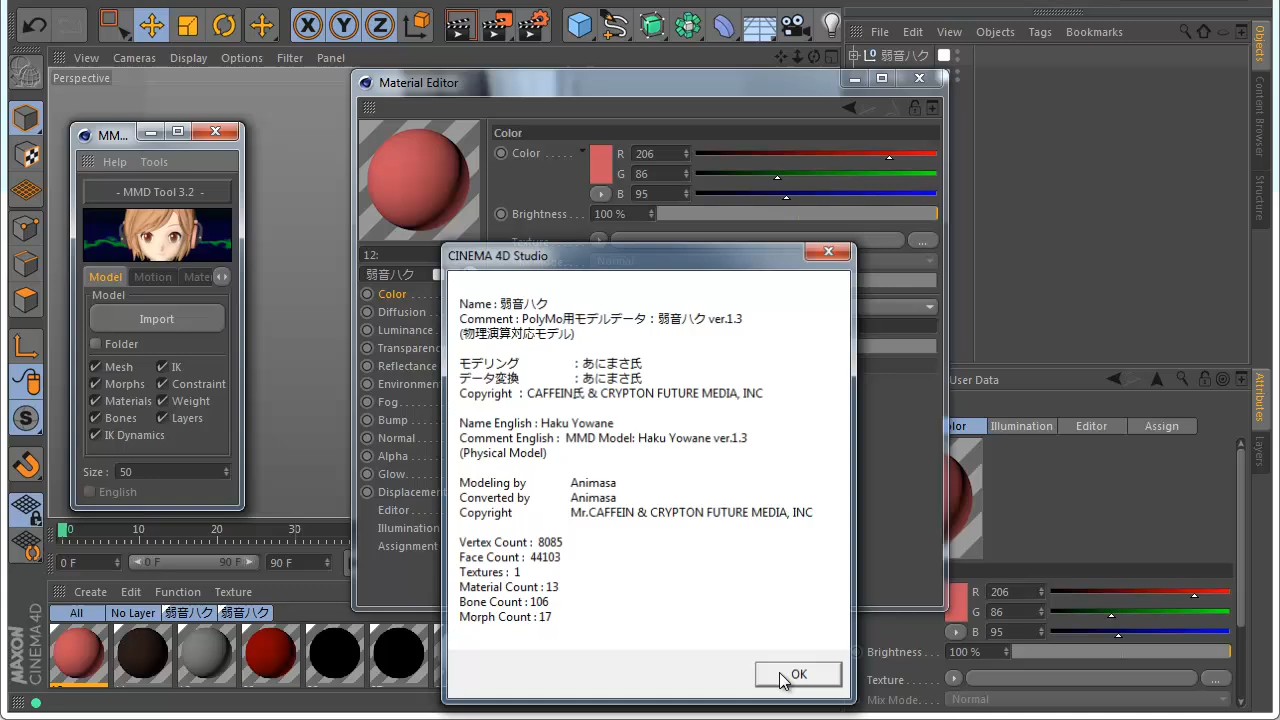 View Cameras Display Options Filter Panel
Perspective
MM...
Help Tools
- MMD Tool 3.2 -
Model Motion Mate
Model
Import
Folder
Mesh IK
Morphs Constraint
Materials Weight
Bones Layers
IK Dynamics
Size : 50
English
0 10 20 30
0 F 0 F 90 F 90 F
Create Edit Function Texture
All No Layer 弱音ハク 弱音ハク
MAXON
CINEMA 4D
Material Editor
Color
Color . . . . . R 206
G 86
B 95
Brightness . . . 100 %
12:
弱音ハク
Color
Diffusion
Luminance
Transparen
Reflectance
Environmen
Fog
Bump
Normal
Alpha
Glow
Displacemen
Editor
Illumination
Assignment
CINEMA 4D Studio
Name : 弱音ハク
Comment : PolyMo用モデルデータ：弱音ハク ver.1.3
(物理演算対応モデル)
モデリング ：あにまさ氏
データ変換 ：あにまさ氏
Copyright ：CAFFEIN氏 & CRYPTON FUTURE MEDIA, INC
Name English : Haku Yowane
Comment English : MMD Model: Haku Yowane ver.1.3
(Physical Model)
Modeling by Animasa
Converted by Animasa
Copyright Mr.CAFFEIN & CRYPTON FUTURE MEDIA, INC
Vertex Count : 8085
Face Count : 44103
Textures : 1
Material Count : 13
Bone Count : 106
Morph Count : 17
OK
File Edit View Objects Tags Bookmarks
弱音ハク
Objects
Content Browser
Structure
User Data
Illumination Editor Assign
Attributes
Layers
R 206
G 86
B 95
Brightness . . . 100 %
Texture . . . . .
Mix Mode . . . Normal